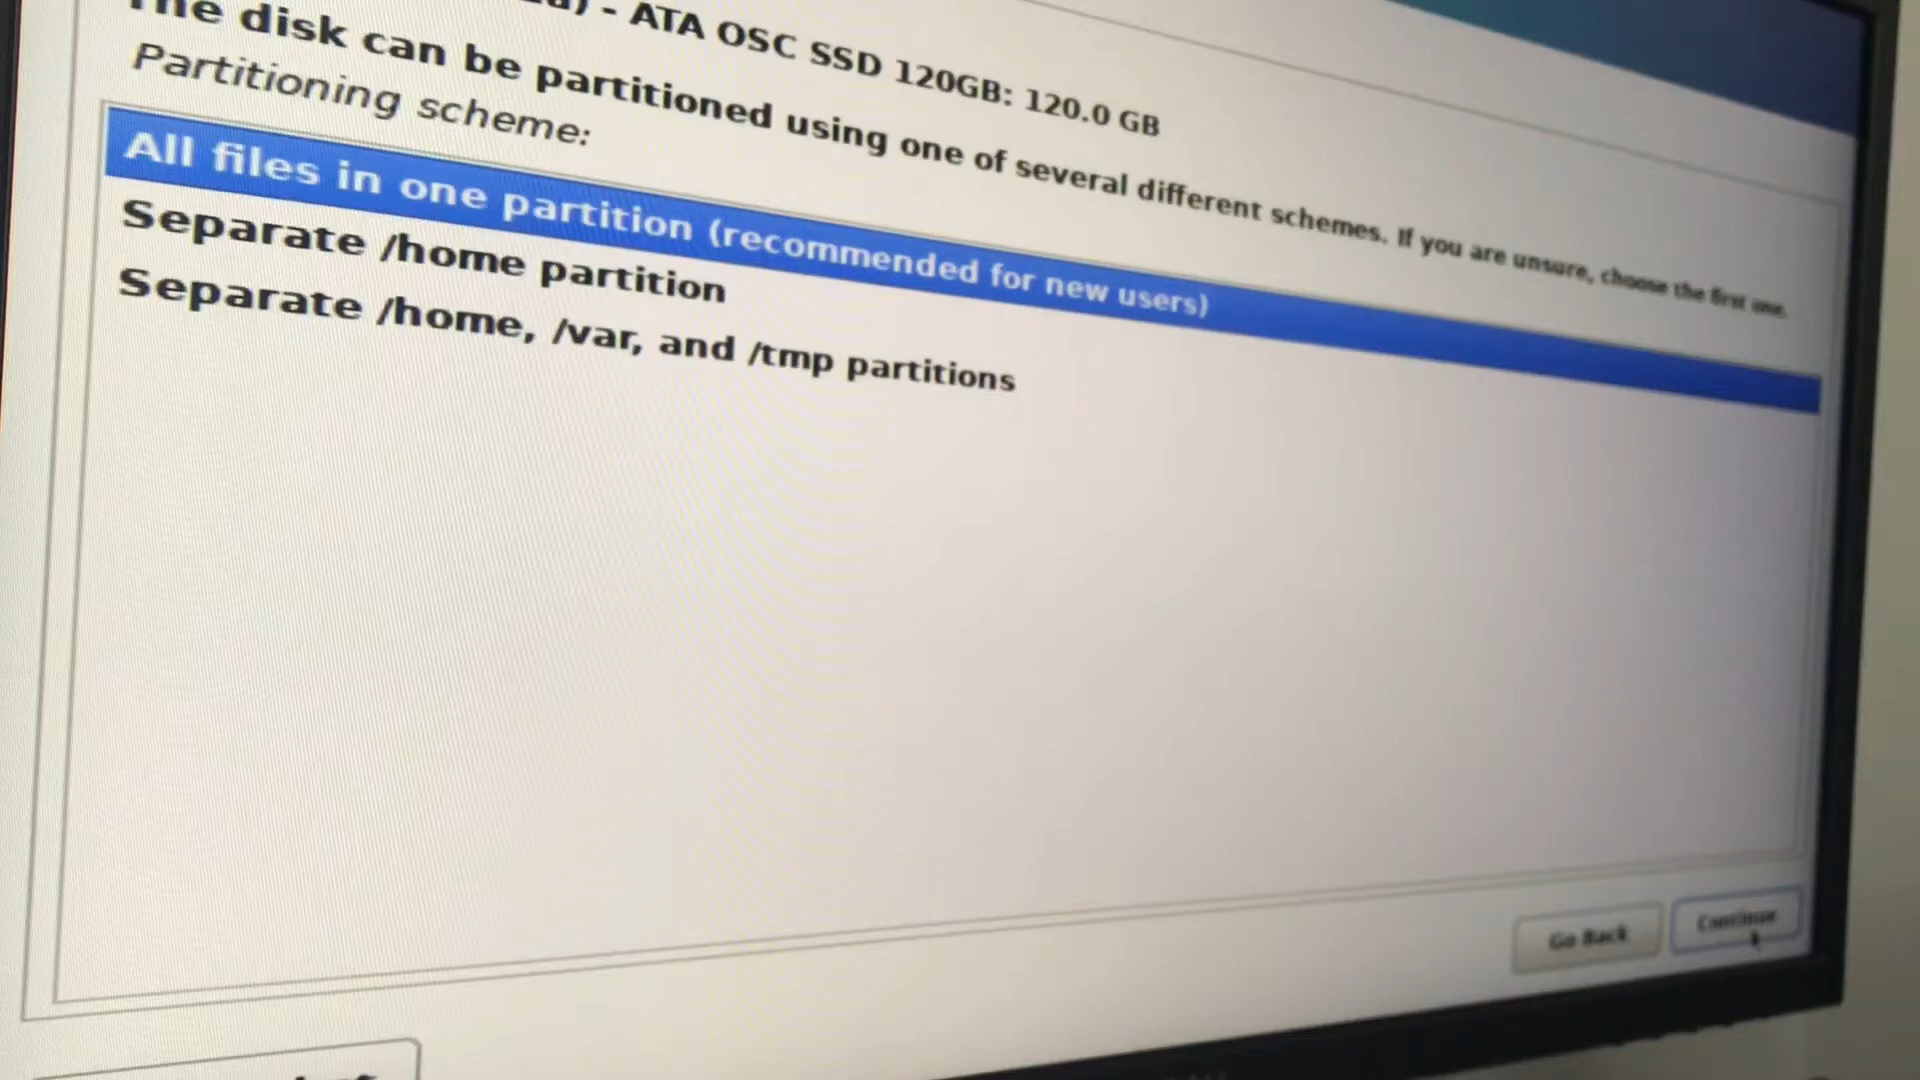 - ATA OSC SSD 120GB: 120.0 GB
The disk can be partitioned using one of several different schemes. If you are unsure, choose the first one.
Partitioning scheme:
All files in one partition (recommended for new users)
Separate /home partition
Separate /home, /var, and /tmp partitions
Go Back
Continue